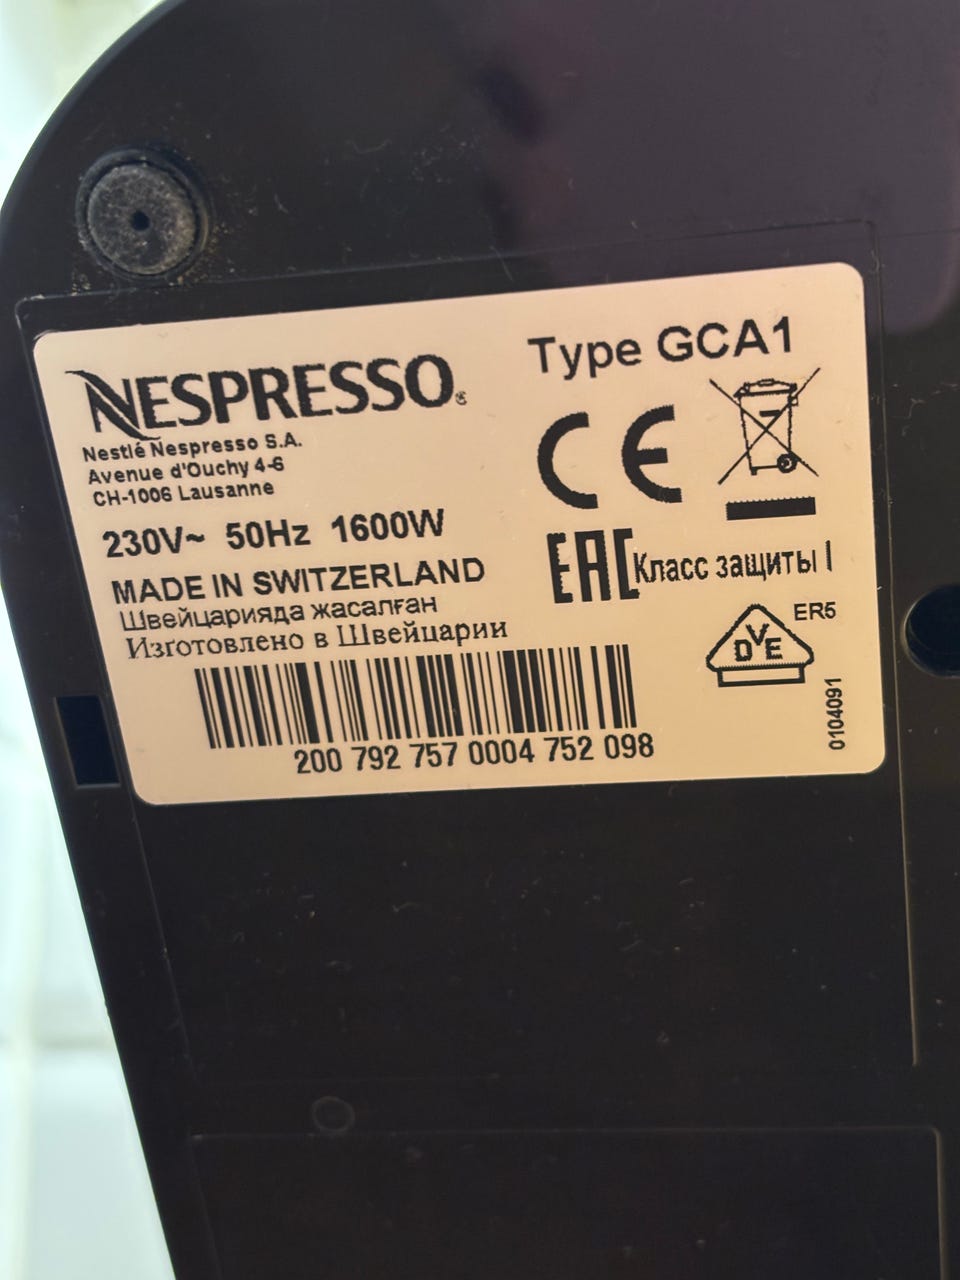 NESPRESSO®
Nestlé Nespresso S.A.
Avenue d'Ouchy 4-6
CH-1006 Lausanne
230V~ 50Hz 1600W
MADE IN SWITZERLAND
Швейцарияда жасалған
Изготовлено в Швейцарии
200 792 757 0004 752 098
Type GCA1
CE
EAC Класс защиты I
DVE ER5
0104091